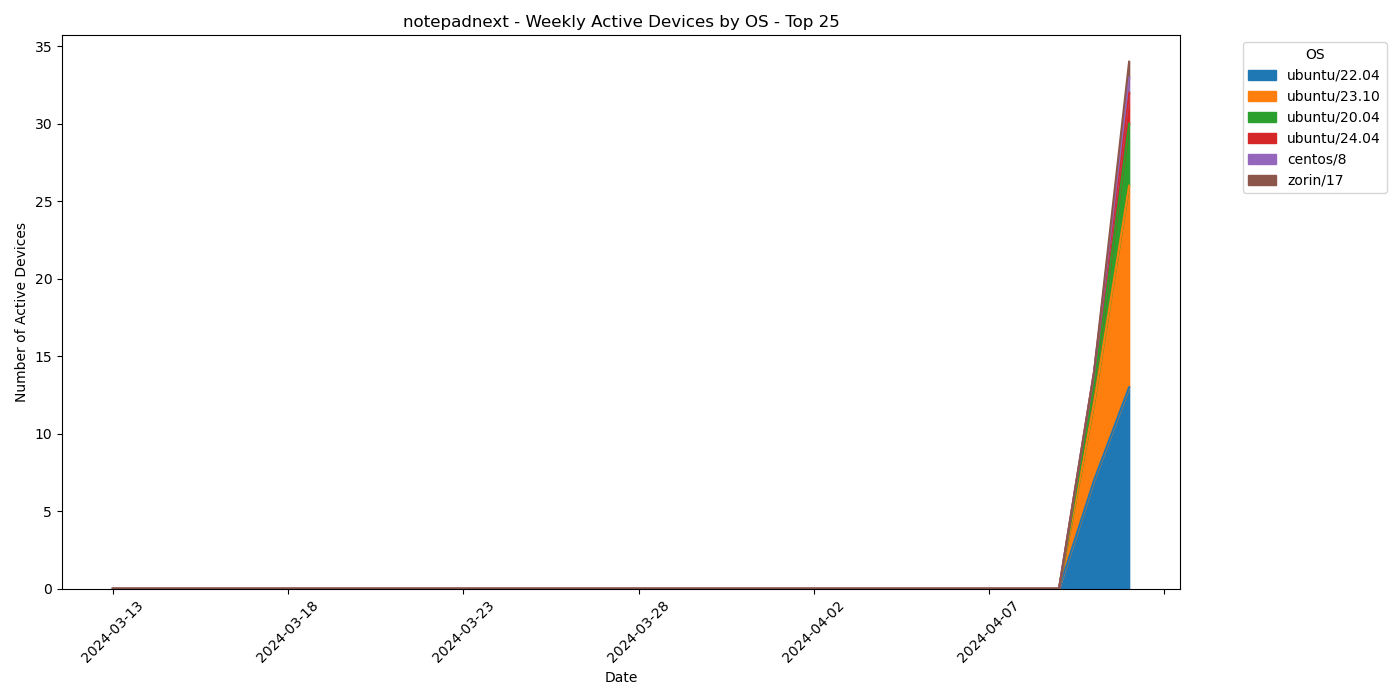 notepadnext - Weekly Active Devices by OS - Top 25
35
30
25
20
15
10
5
0
Number of Active Devices
2024-03-13
2024-03-18
2024-03-23
2024-03-28
2024-04-02
2024-04-07
Date
OS
ubuntu/22.04
ubuntu/23.10
ubuntu/20.04
ubuntu/24.04
centos/8
zorin/17